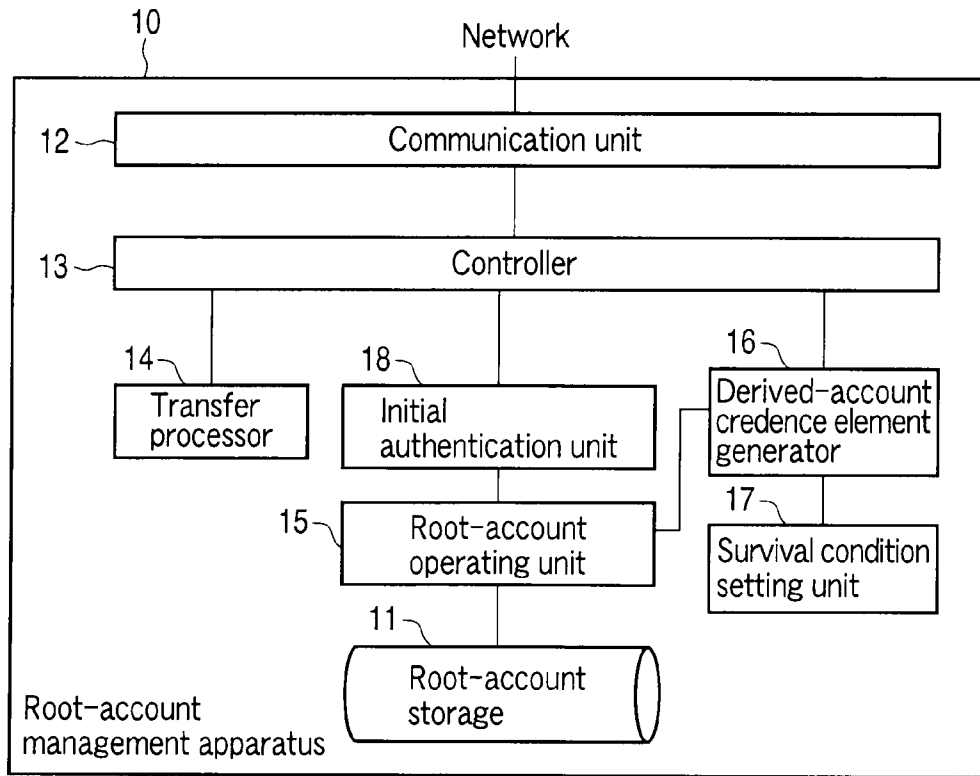 10
Network
12
Communication unit
13
Controller
14
Transfer
processor
18
Initial
authentication unit
16
Derived-account
credence element
generator
15
Root-account
operating unit
17
Survival condition
setting unit
11
Root-account
storage
Root-account
management apparatus